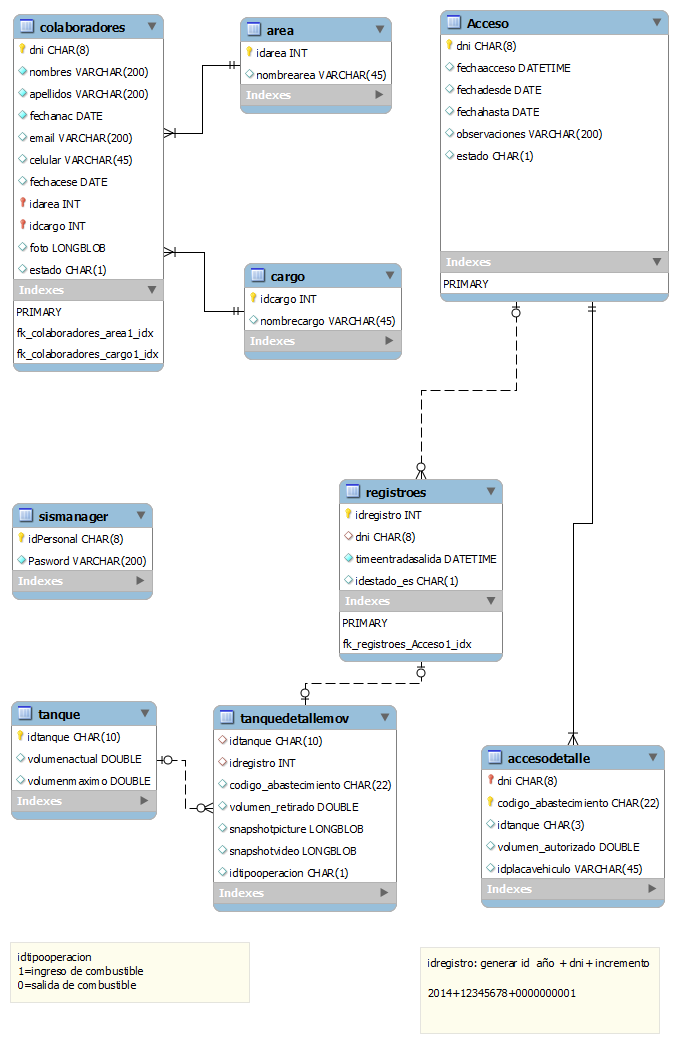 colaboradores
dni CHAR(8)
nombres VARCHAR(200)
apellidos VARCHAR(200)
fechanac DATE
email VARCHAR(200)
celular VARCHAR(45)
fechacese DATE
idarea INT
idcargo INT
foto LONGBLOB
estado CHAR(1)
Indexes
PRIMARY
fk_colaboradores_area1_idx
fk_colaboradores_cargo1_idx
area
idarea INT
nombrearea VARCHAR(45)
Indexes
cargo
idcargo INT
nombrecargo VARCHAR(45)
Indexes
Acceso
dni CHAR(8)
fechaacceso DATETIME
fechadesde DATE
fechahasta DATE
observaciones VARCHAR(200)
estado CHAR(1)
Indexes
PRIMARY
sismanager
idPersonal CHAR(8)
Pasword VARCHAR(200)
Indexes
registroes
idregistro INT
dni CHAR(8)
timeentradasalida DATETIME
idestado_es CHAR(1)
Indexes
PRIMARY
fk_registroes_Acceso1_idx
tanque
idtanque CHAR(10)
volumenactual DOUBLE
volumenmaximo DOUBLE
Indexes
tanquedetallemov
idtanque CHAR(10)
idregistro INT
codigo_abastecimiento CHAR(22)
volumen_retirado DOUBLE
snapshotpicture LONGBLOB
snapshotvideo LONGBLOB
idtipooperacion CHAR(1)
Indexes
accesodetalle
dni CHAR(8)
codigo_abastecimiento CHAR(22)
idtanque CHAR(3)
volumen_autorizado DOUBLE
idplacavehiculo VARCHAR(45)
Indexes
idtipooperacion
1=ingreso de combustible
0=salida de combustible
idregistro: generar id año +dni+incremento
2014+12345678+0000000001